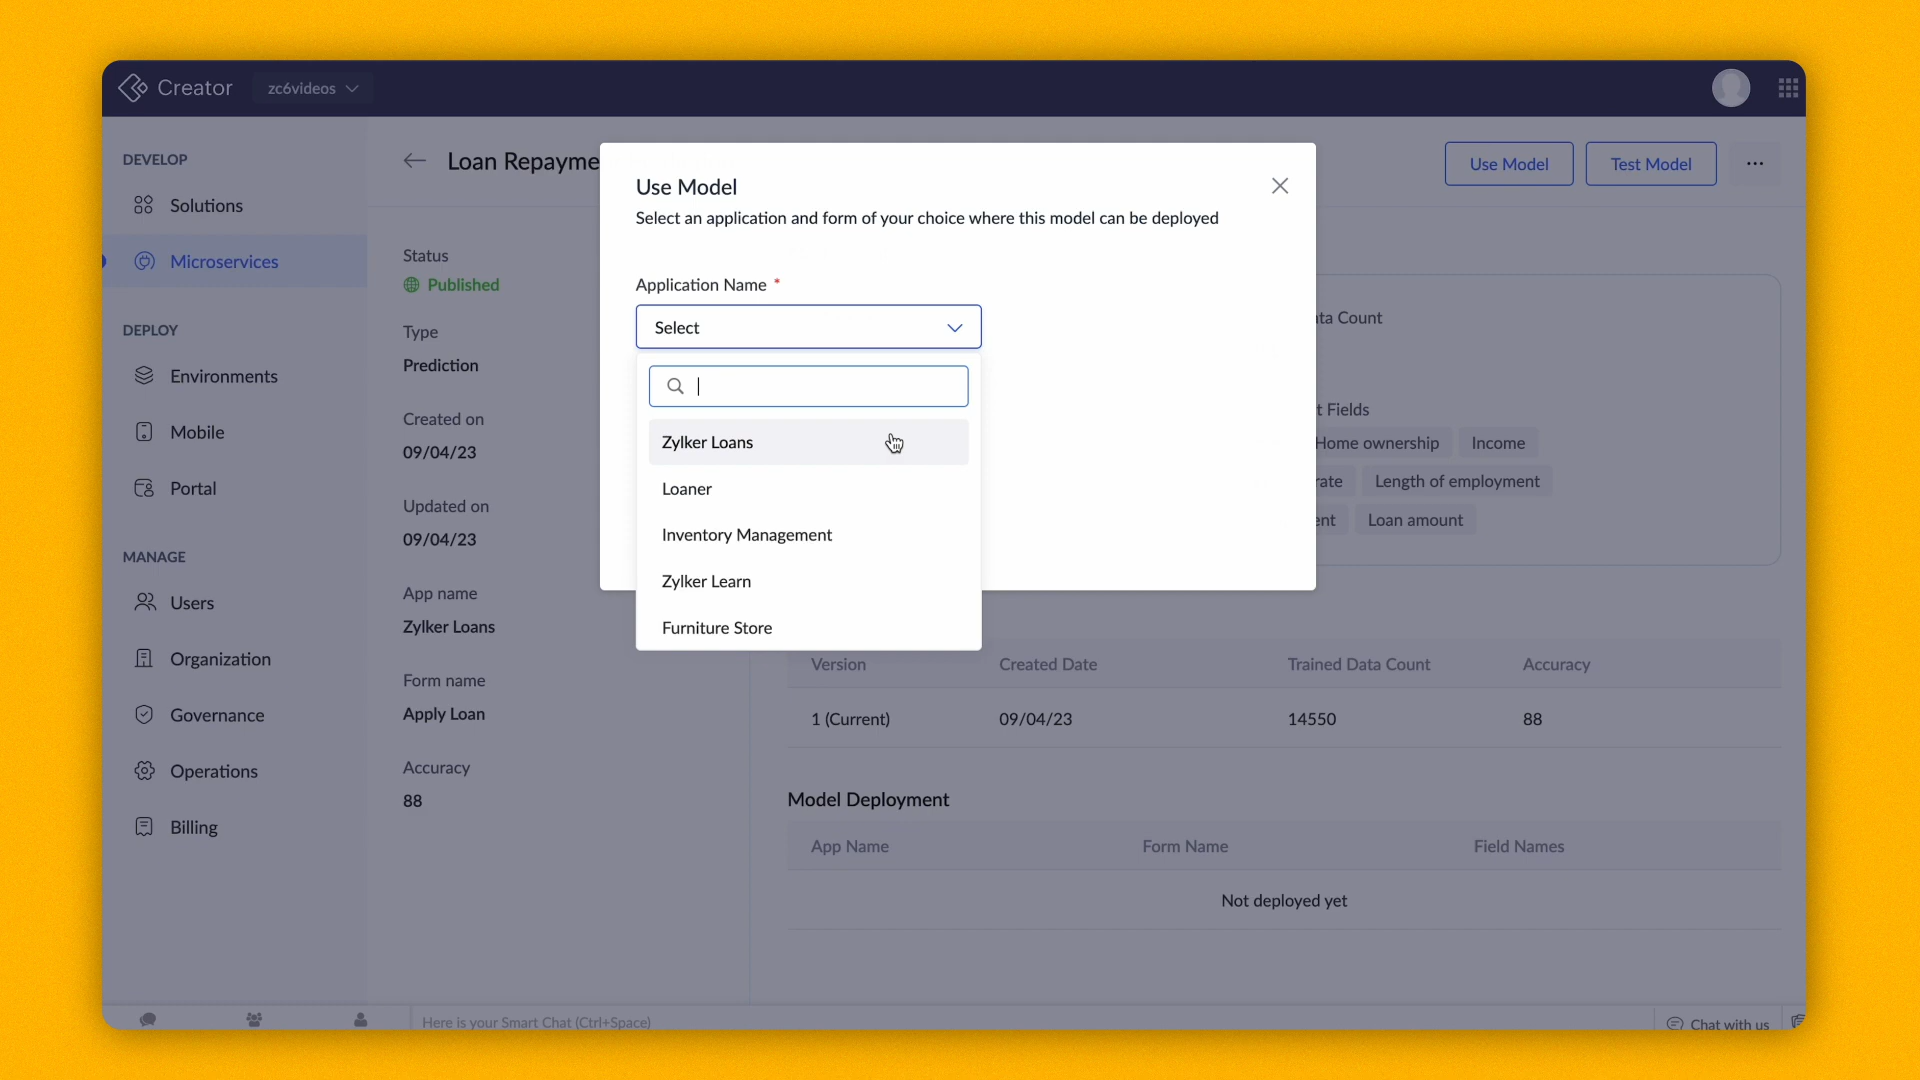 Creator
zc6videos
DEVELOP
Solutions
Microservices
DEPLOY
Environments
Mobile
Portal
MANAGE
Users
Organization
Governance
Operations
Billing
Loan Repayme
Use Model
Test Model
Status
Published
Type
Prediction
Created on
09/04/23
Updated on
09/04/23
App name
Zylker Loans
Form name
Apply Loan
Accuracy
88
Use Model
Select an application and form of your choice where this model can be deployed
Application Name *
Select
Zylker Loans
Loaner
Inventory Management
Zylker Learn
Furniture Store
ta Count
t Fields
Home ownership Income
rate Length of employment
ent Loan amount
Version Created Date Trained Data Count Accuracy
1 (Current) 09/04/23 14550 88
Model Deployment
App Name Form Name Field Names
Not deployed yet
Here is your Smart Chat (Ctrl+Space)
Chat with us